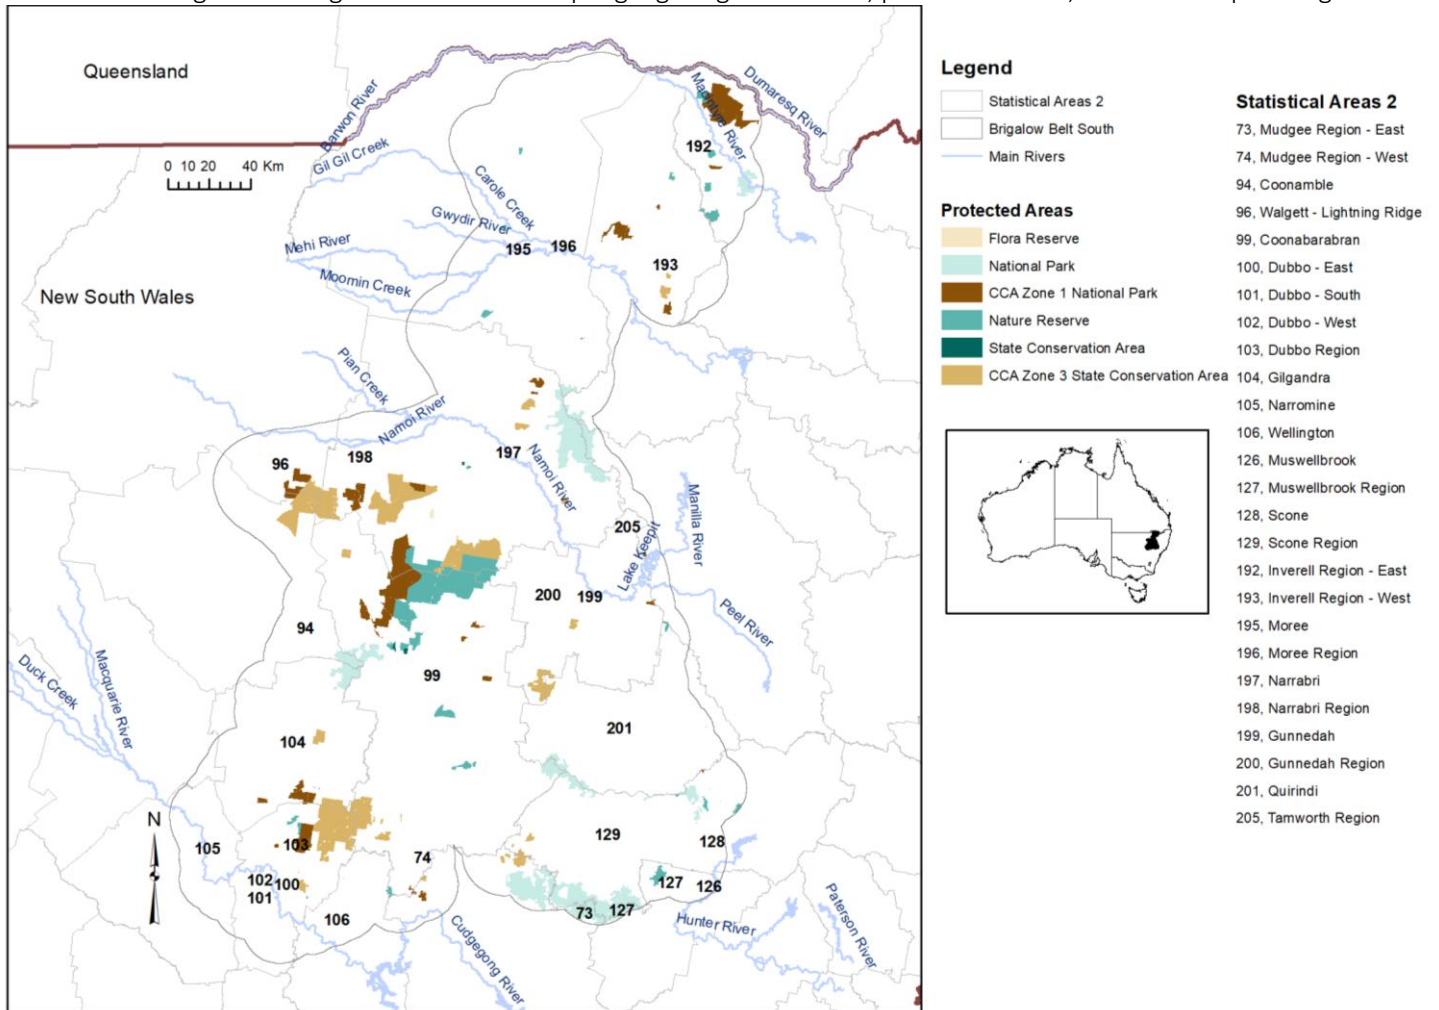 Queensland
New South Wales
0 10 20 40 Km
Barwon River
Gil Gil Creek
Carole Creek
Gwydir River
Mehi River
Moomin Creek
Macintyre River
Dumaresq River
192
195
196
193
Pian Creek
Namoi River
197
Namoi River
96
198
205
Manilla River
Lake Keepit
Peel River
200
199
94
99
201
Duck Creek
Macquarie River
104
N
105
103
102
100
101
106
74
129
128
127
126
73
127
Hunter River
Paterson River
Cudgegong River
Legend
Statistical Areas 2
Brigalow Belt South
Main Rivers
Protected Areas
Flora Reserve
National Park
CCA Zone 1 National Park
Nature Reserve
State Conservation Area
CCA Zone 3 State Conservation Area
Statistical Areas 2
73, Mudgee Region - East
74, Mudgee Region - West
94, Coonamble
96, Walgett - Lightning Ridge
99, Coonabarabran
100, Dubbo - East
101, Dubbo - South
102, Dubbo - West
103, Dubbo Region
104, Gilgandra
105, Narromine
106, Wellington
126, Muswellbrook
127, Muswellbrook Region
128, Scone
129, Scone Region
192, Inverell Region - East
193, Inverell Region - West
195, Moree
196, Moree Region
197, Narrabri
198, Narrabri Region
199, Gunnedah
200, Gunnedah Region
201, Quirindi
205, Tamworth Region